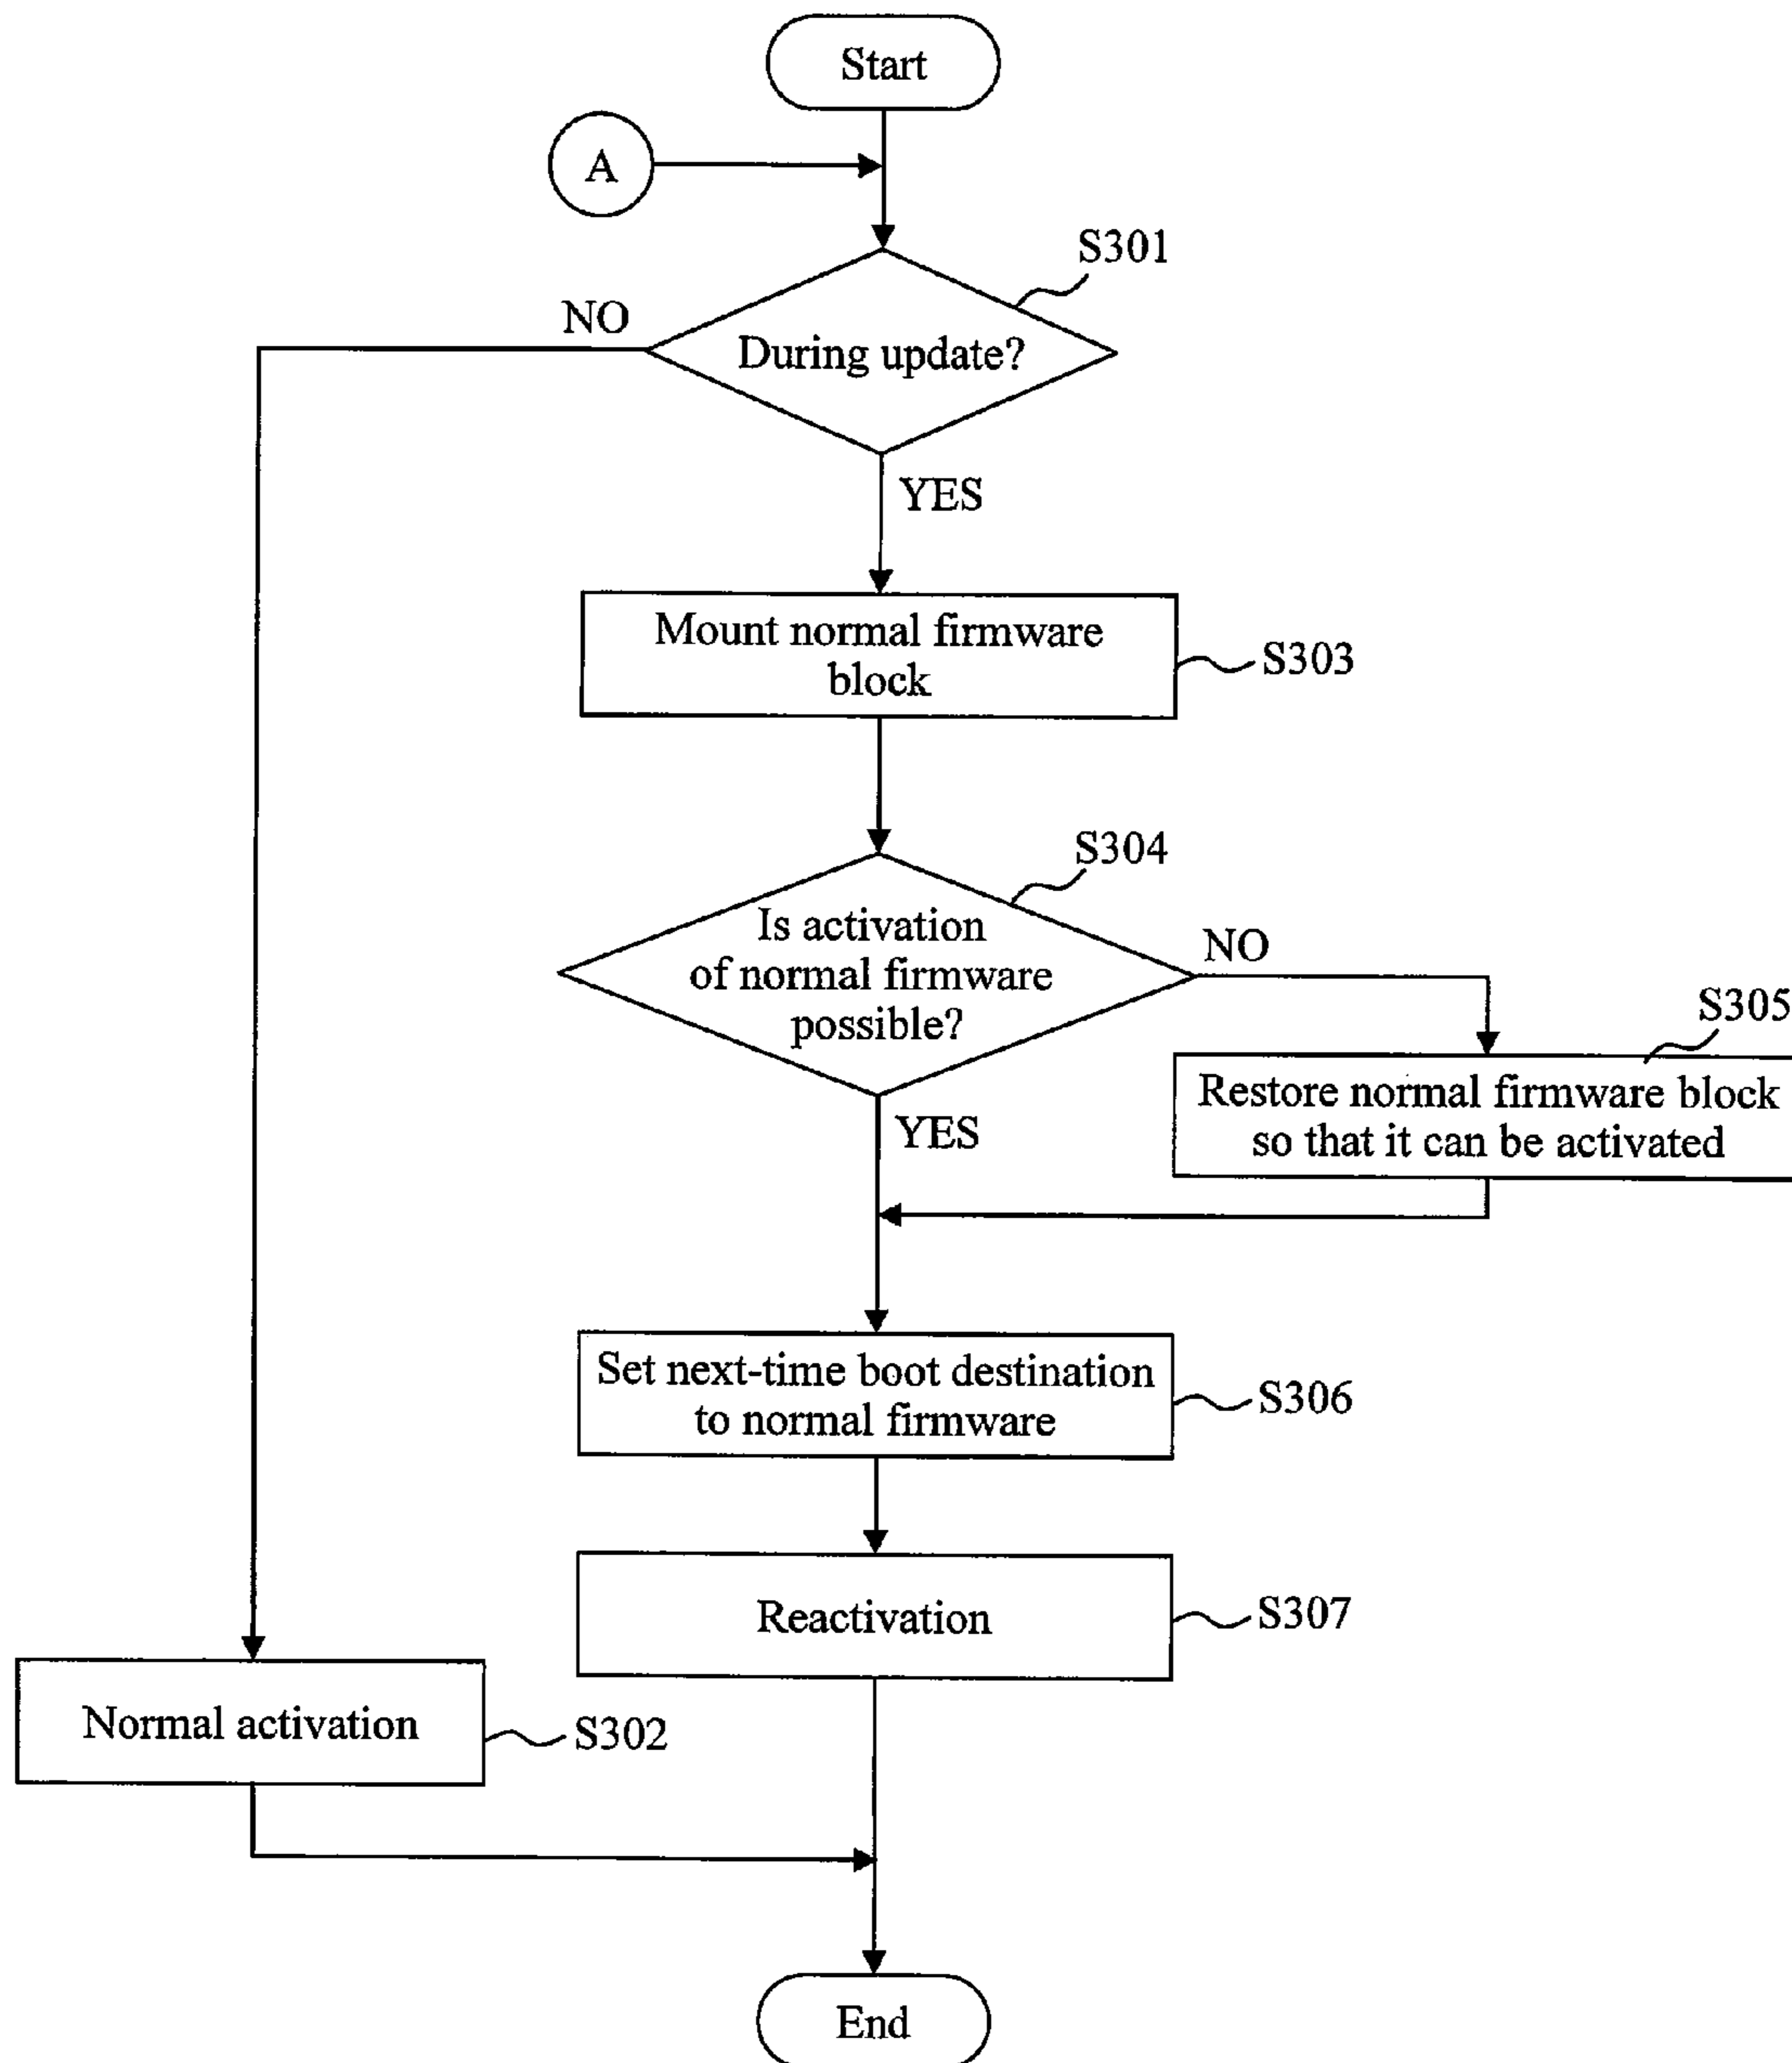 Start
A
S301
NO
During update?
YES
Mount normal firmware
block
S303
S304
Is activation
of normal firmware
possible?
NO
S305
Restore normal firmware block
so that it can be activated
YES
Set next-time boot destination
to normal firmware
S306
Reactivation
S307
Normal activation
S302
End